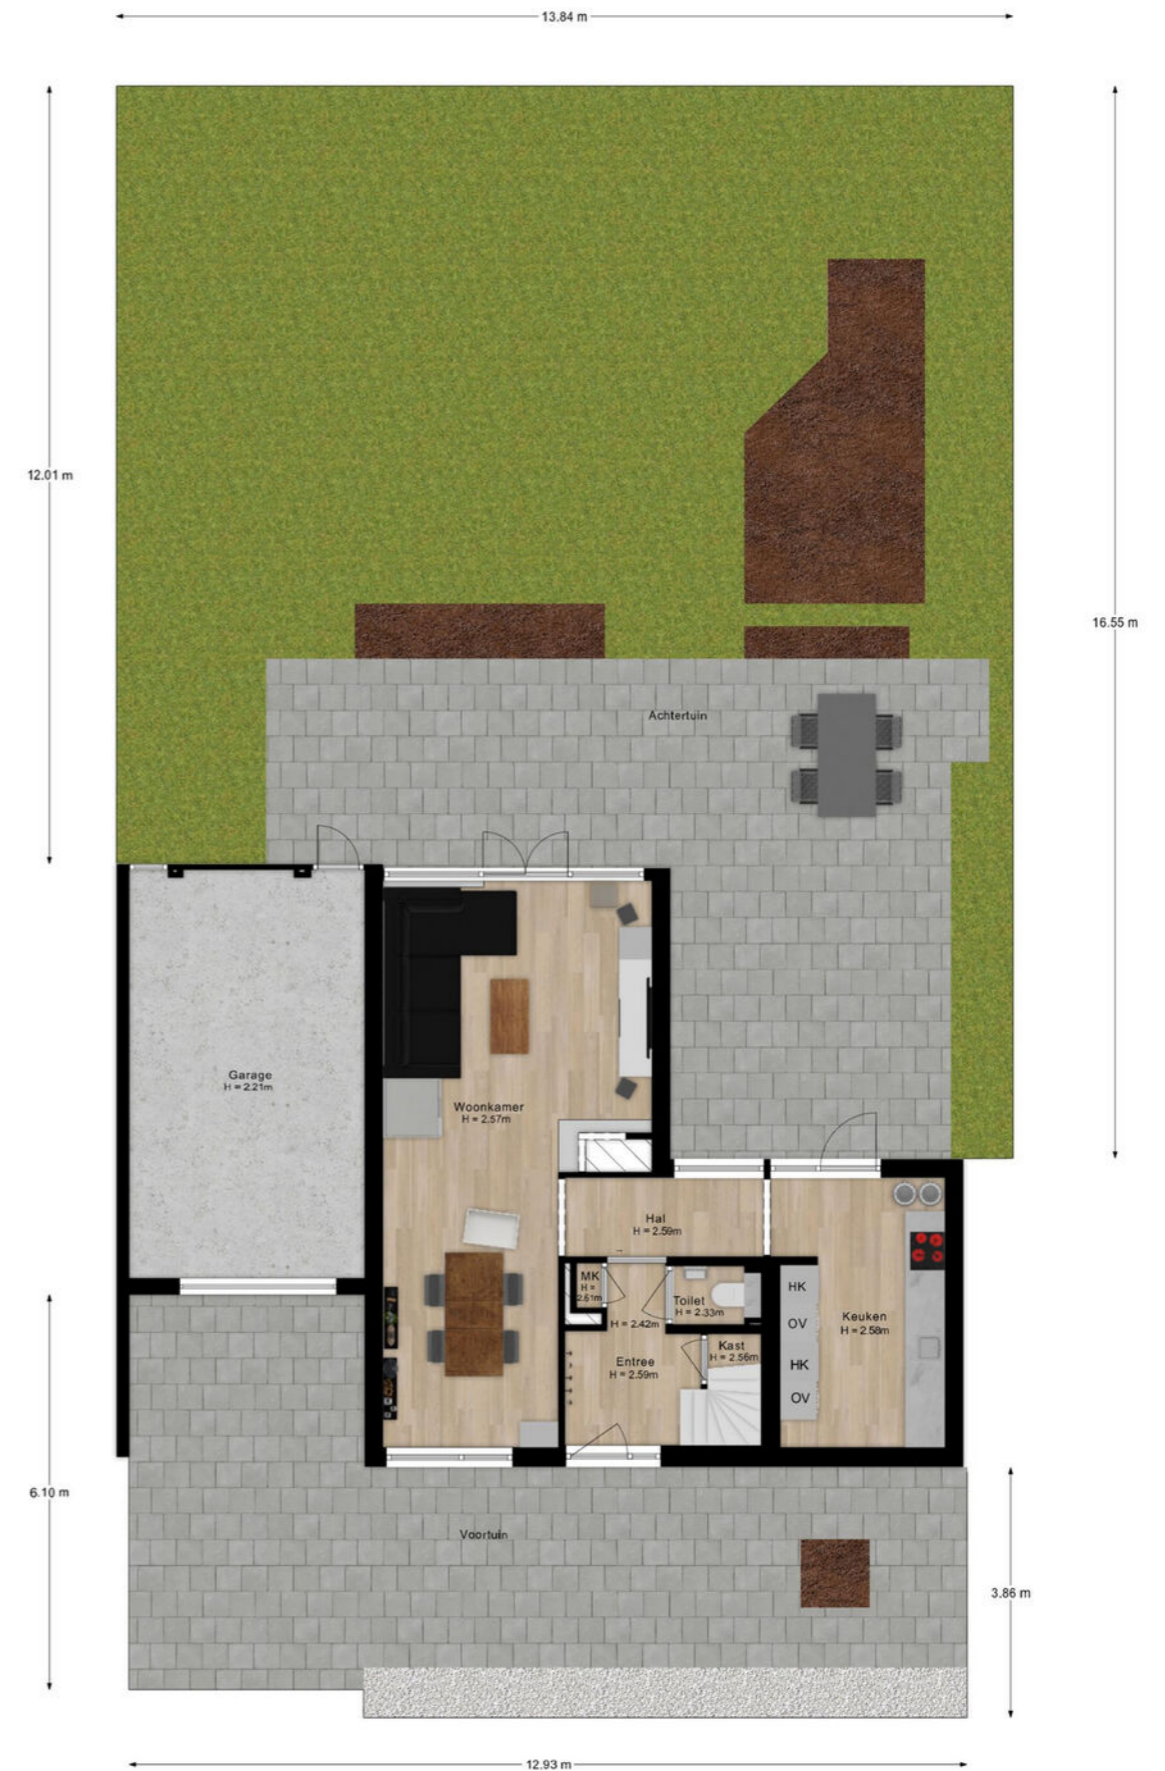 13.84 m
12.01 m
16.55 m
Achtertuin
Garage
H = 2.21m
Woonkamer
H = 2.57m
Hal
H = 2.59m
MK
H =
2.61m
Toilet
H = 2.33m
H = 2.42m
HK
OV
HK
OV
Keuken
H = 2.58m
Kast
H = 2.56m
Entree
H = 2.59m
6.10 m
Voortuin
3.86 m
12.93 m